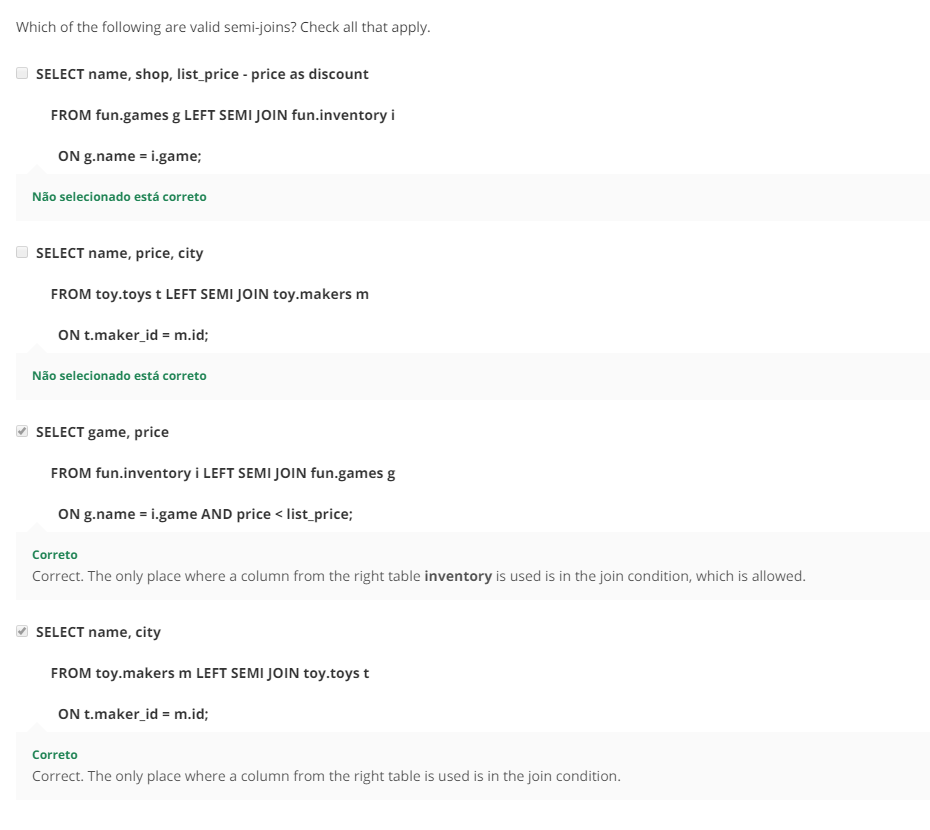 Which of the following are valid semi-joins? Check all that apply.
SELECT name, shop, list_price - price as discount
FROM fun.games g LEFT SEMI JOIN fun.inventory i
ON g.name = i.game;
Não selecionado está correto
SELECT name, price, city
FROM toy.toys t LEFT SEMI JOIN toy.makers m
ON t.maker_id = m.id;
Não selecionado está correto
SELECT game, price
FROM fun.inventory i LEFT SEMI JOIN fun.games g
ON g.name = i.game AND price < list_price;
Correto
Correct. The only place where a column from the right table inventory is used is in the join condition, which is allowed.
SELECT name, city
FROM toy.makers m LEFT SEMI JOIN toy.toys t
ON t.maker_id = m.id;
Correto
Correct. The only place where a column from the right table is used is in the join condition.